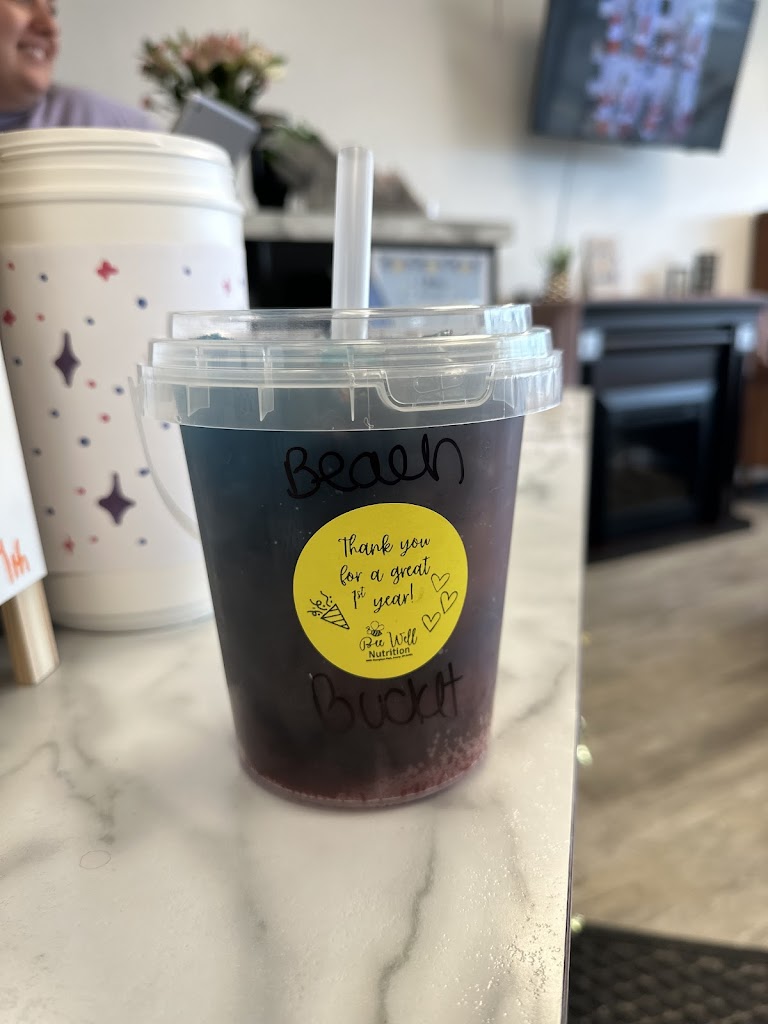 Beach
Thank you
for a great
1st year!
Bee Well
Nutrition
Bucket